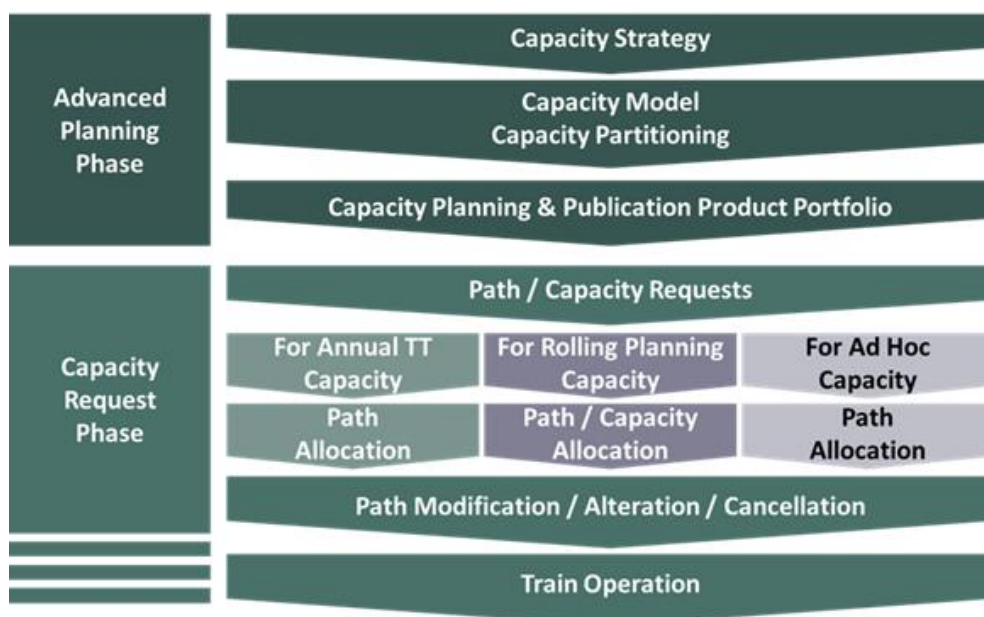 Advanced
Planning
Phase
Capacity Strategy
Capacity Model
Capacity Partitioning
Capacity Planning & Publication Product Portfolio
Capacity
Request
Phase
Path / Capacity Requests
For Annual TT
Capacity
For Rolling Planning
Capacity
For Ad Hoc
Capacity
Path
Allocation
Path / Capacity
Allocation
Path
Allocation
Path Modification / Alteration / Cancellation
Train Operation